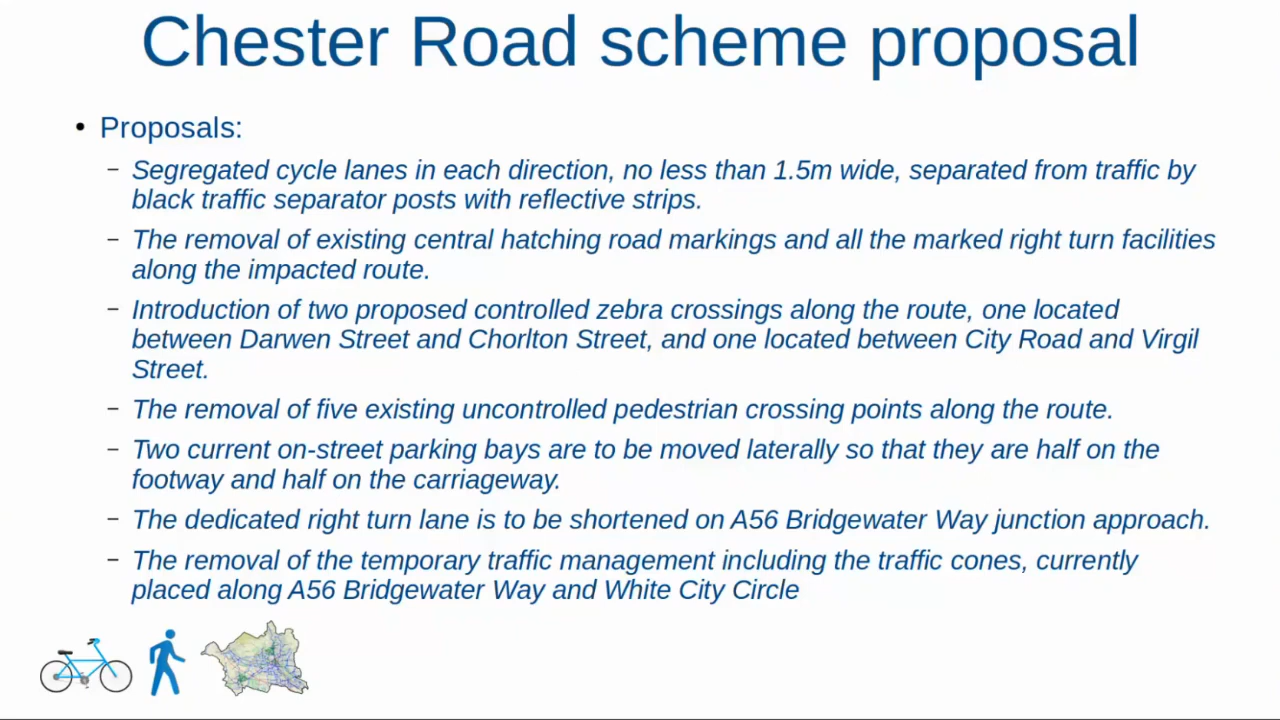 Chester Road scheme proposal
• Proposals:
– Segregated cycle lanes in each direction, no less than 1.5m wide, separated from traffic by
black traffic separator posts with reflective strips.
– The removal of existing central hatching road markings and all the marked right turn facilities
along the impacted route.
– Introduction of two proposed controlled zebra crossings along the route, one located
between Darwen Street and Chorlton Street, and one located between City Road and Virgil
Street.
– The removal of five existing uncontrolled pedestrian crossing points along the route.
– Two current on-street parking bays are to be moved laterally so that they are half on the
footway and half on the carriageway.
– The dedicated right turn lane is to be shortened on A56 Bridgewater Way junction approach.
– The removal of the temporary traffic management including the traffic cones, currently
placed along A56 Bridgewater Way and White City Circle